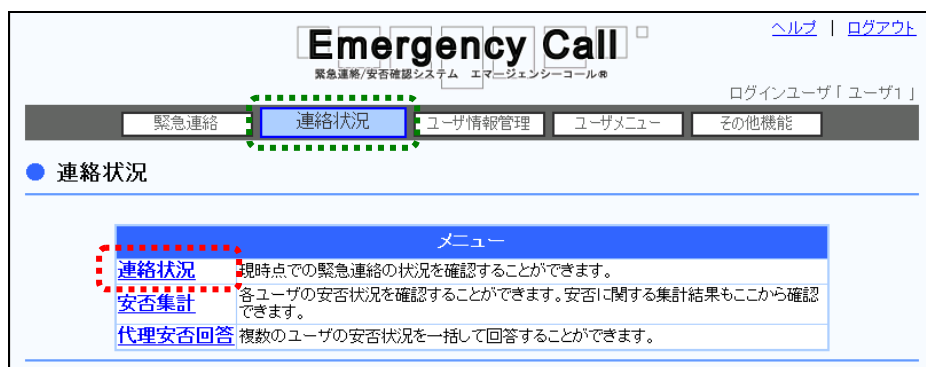 ヘルプ | ログアウト
Emergency Call
緊急連絡/安否確認システム エマージェンシーコール®
ログインユーザ「ユーザ1」
緊急連絡 連絡状況 ユーザ情報管理 ユーザメニュー その他機能
● 連絡状況
メニュー
連絡状況 現時点での緊急連絡の状況を確認することができます。
安否集計 各ユーザの安否状況を確認することができます。安否に関する集計結果もここから確認
できます。
代理安否回答 複数のユーザの安否状況を一括して回答することができます。